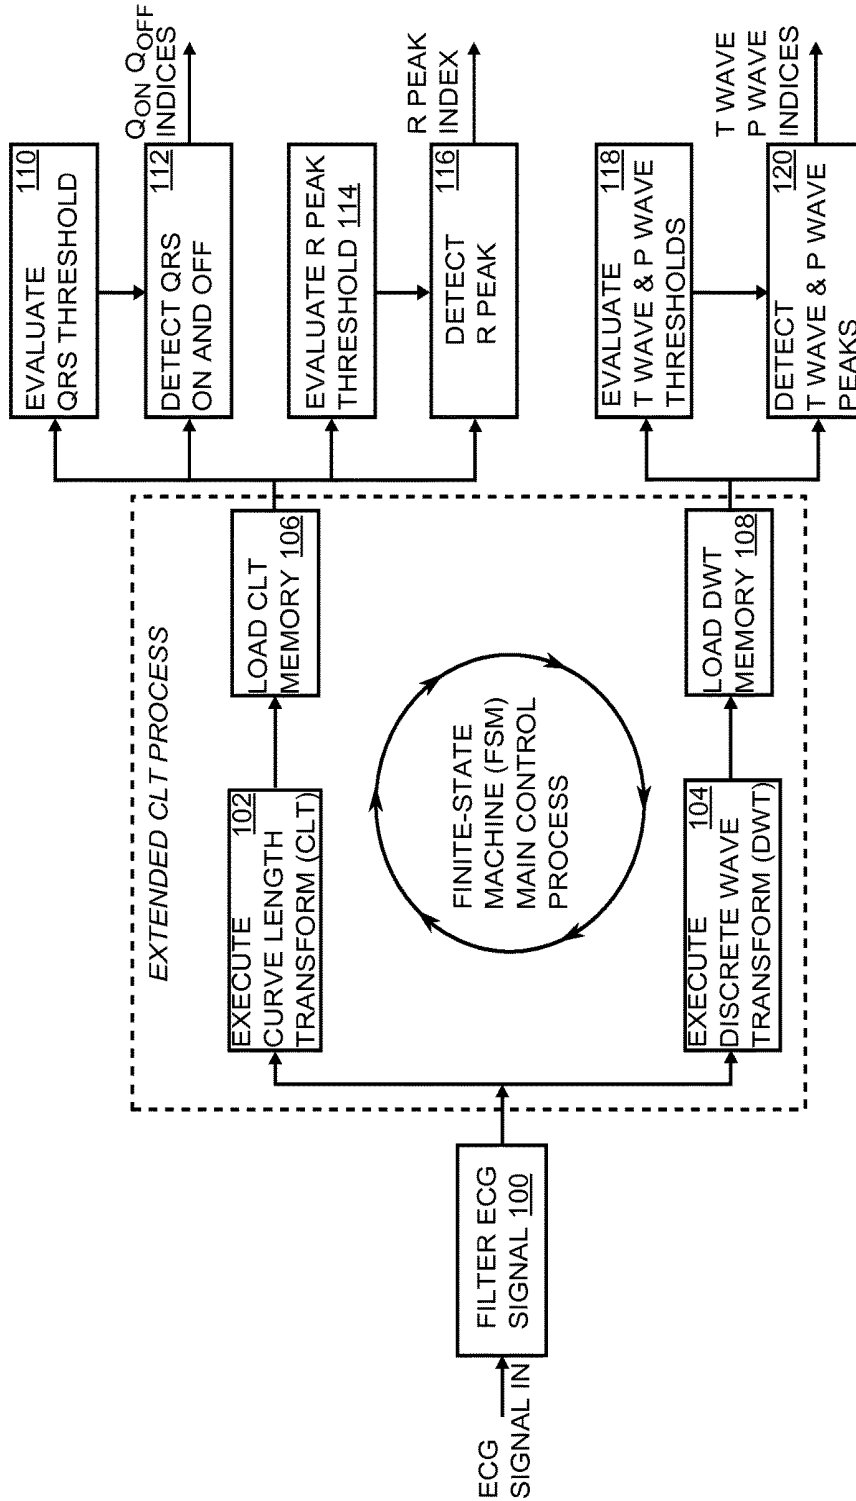 ECG
SIGNAL IN
FILTER ECG
SIGNAL 100
EXTENDED CLT PROCESS
EXECUTE 102
CURVE LENGTH
TRANSFORM (CLT)
LOAD CLT
MEMORY 106
FINITE-STATE
MACHINE (FSM)
MAIN CONTROL
PROCESS
EXECUTE 104
DISCRETE WAVE
TRANSFORM (DWT)
LOAD DWT
MEMORY 108
EVALUATE 110
QRS THRESHOLD
DETECT QRS 112
ON AND OFF
QON QOFF
INDICES
EVALUATE R PEAK
THRESHOLD 114
DETECT 116
R PEAK
R PEAK
INDEX
EVALUATE 118
T WAVE & P WAVE
THRESHOLDS
DETECT 120
T WAVE & P WAVE
PEAKS
T WAVE
P WAVE
INDICES